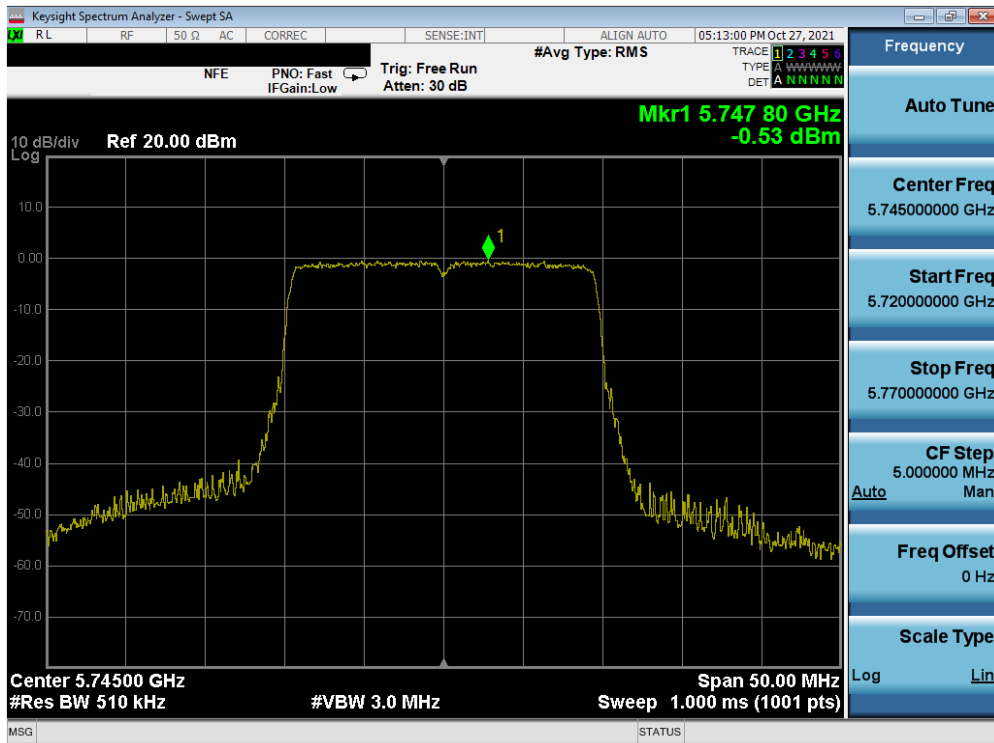 Keysight Spectrum Analyzer - Swept SA
LXI RL RF 50 Ω AC CORREC SENSE:INT ALIGN AUTO 05:13:00 PM Oct 27, 2021
NFE PNO: Fast IFGain:Low Trig: Free Run Atten: 30 dB #Avg Type: RMS
TRACE 1 2 3 4 5 6
TYPE A WWWWW
DET A N N N N N
Mkr1 5.747 80 GHz
-0.53 dBm
10 dB/div Ref 20.00 dBm
Log
10.0
0.00
-10.0
-20.0
-30.0
-40.0
-50.0
-60.0
-70.0
1
Center 5.74500 GHz Span 50.00 MHz
#Res BW 510 kHz #VBW 3.0 MHz Sweep 1.000 ms (1001 pts)
MSG STATUS
Frequency
Auto Tune
Center Freq
5.745000000 GHz
Start Freq
5.720000000 GHz
Stop Freq
5.770000000 GHz
CF Step
5.000000 MHz
Auto Man
Freq Offset
0 Hz
Scale Type
Log Lin